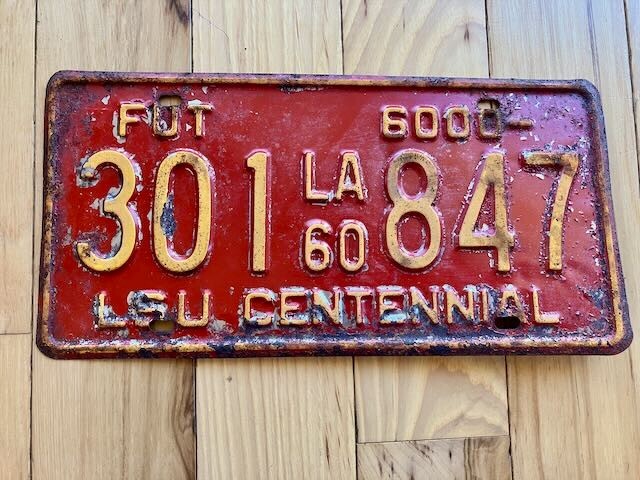 FUT 6000-
301 LA 60 847
LSU CENTENNIAL